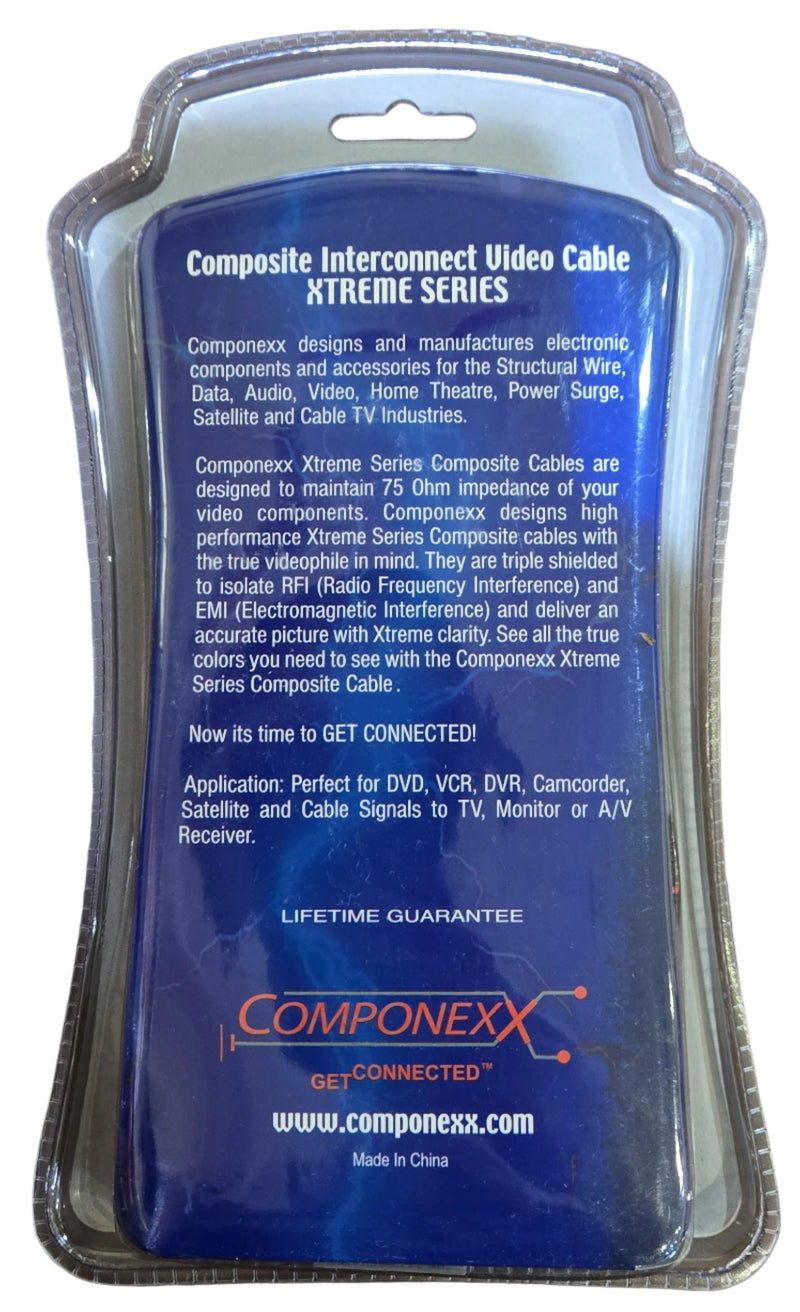 Composite Interconnect Video Cable
XTREME SERIES
Componexx designs and manufactures electronic
components and accessories for the Structural Wire,
Data, Audio, Video, Home Theatre, Power Surge,
Satellite and Cable TV Industries.
Componexx Xtreme Series Composite Cables are
designed to maintain 75 Ohm impedance of your
video components. Componexx designs high
performance Xtreme Series Composite cables with
the true videophile in mind. They are triple shielded
to isolate RFI (Radio Frequency Interference) and
EMI (Electromagnetic Interference) and deliver an
accurate picture with Xtreme clarity. See all the true
colors you need to see with the Componexx Xtreme
Series Composite Cable.
Now its time to GET CONNECTED!
Application: Perfect for DVD, VCR, DVR, Camcorder,
Satellite and Cable Signals to TV, Monitor or A/V
Receiver.
LIFETIME GUARANTEE
COMPONEXX
GET CONNECTED™
www.componexx.com
Made In China